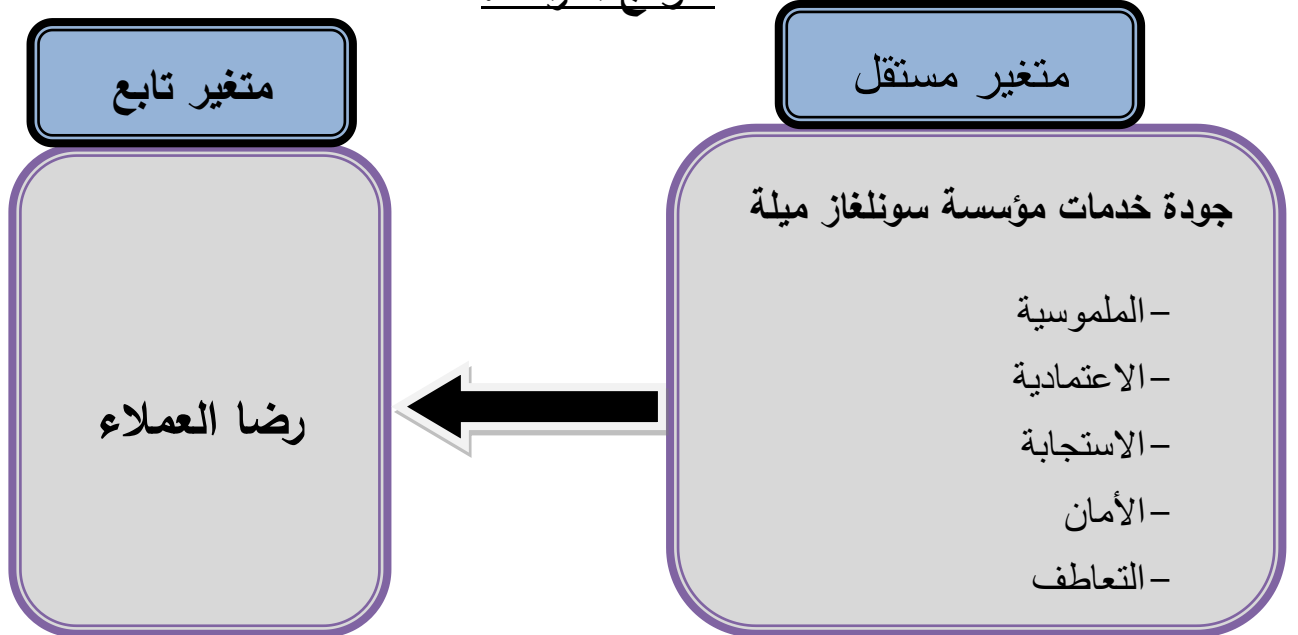 متغير مستقل
جودة خدمات مؤسسة سونلغاز ميلة
-الملموسية
-الاعتمادية
-الاستجابة
-الأمان
-التعاطف
متغير تابع
رضا العملاء